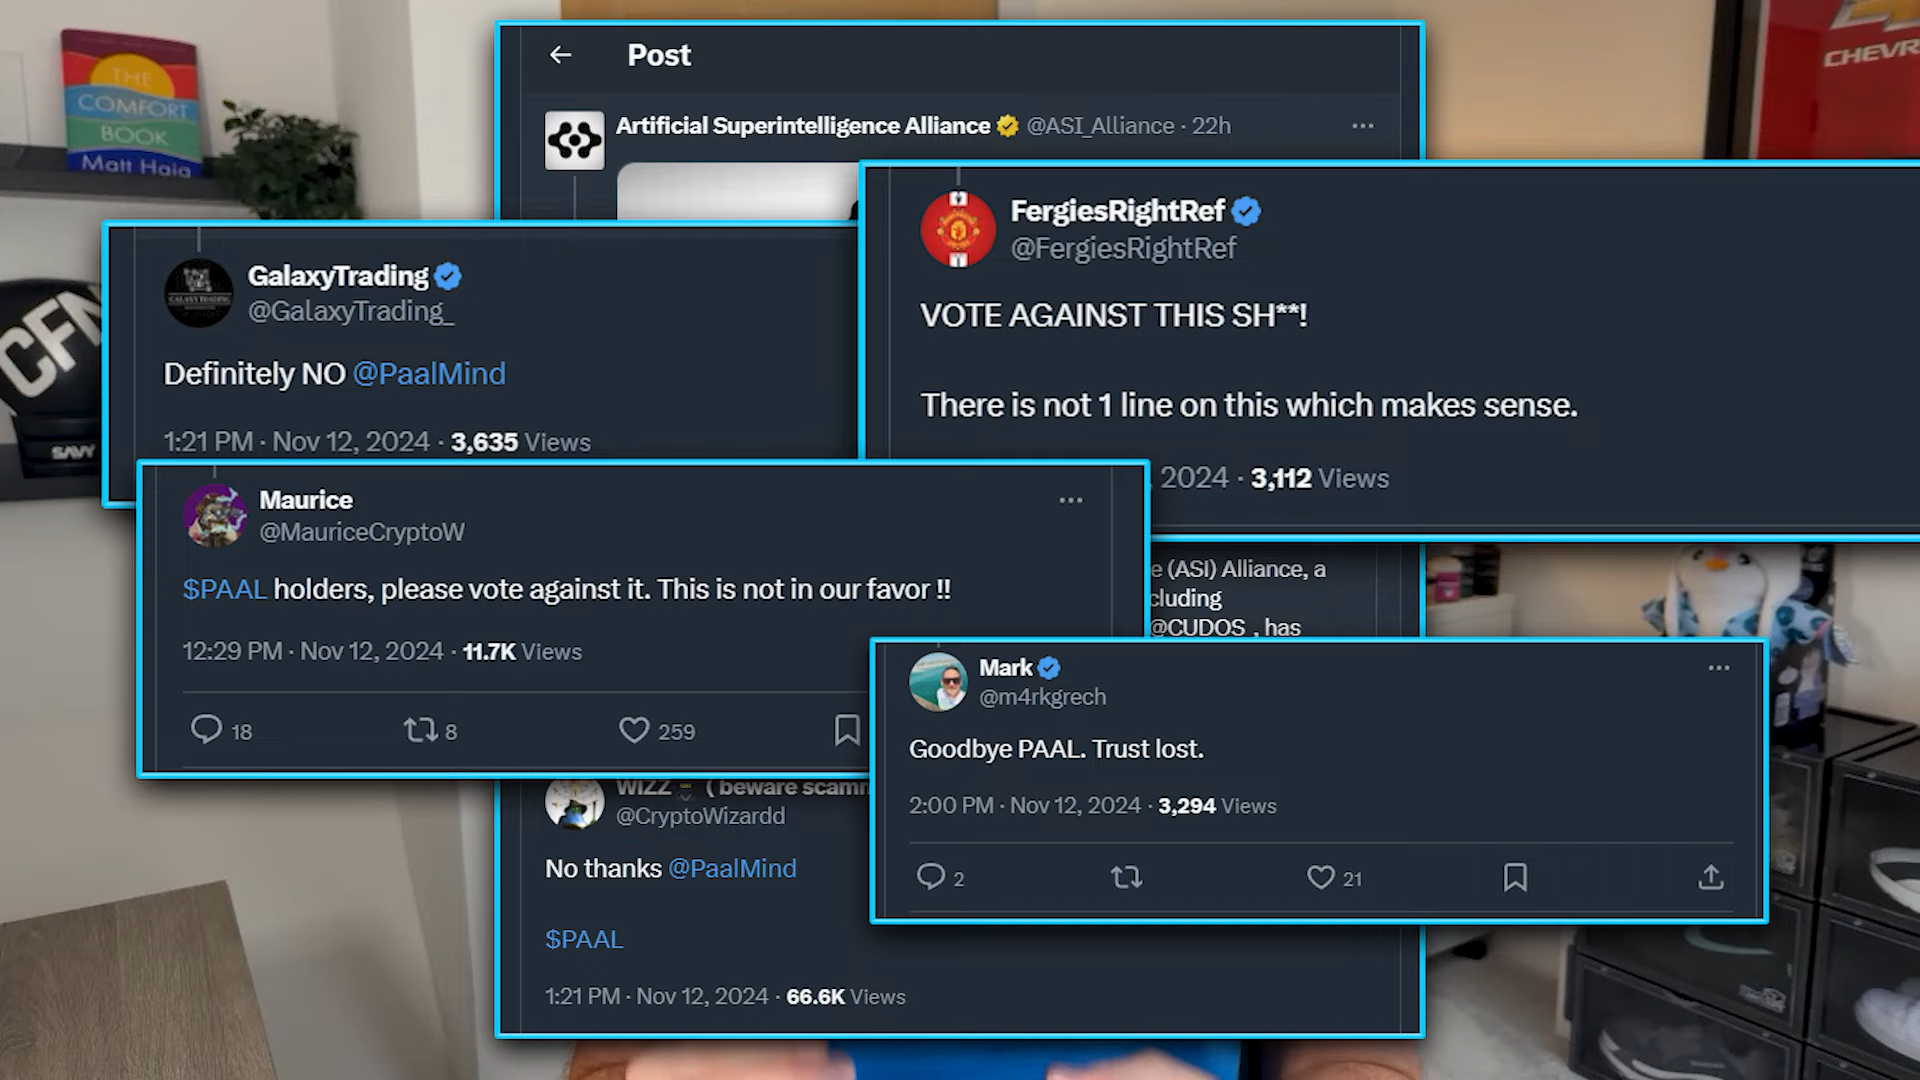 THE
COMFORT
BOOK
Matt Haig
CHEVR
CFN
SAVY
Post
Artificial Superintelligence Alliance @ASI_Alliance · 22h
FergiesRightRef
@FergiesRightRef
VOTE AGAINST THIS SH**!
There is not 1 line on this which makes sense.
2024 · 3,112 Views
GalaxyTrading
@GalaxyTrading_
Definitely NO @PaalMind
1:21 PM · Nov 12, 2024 · 3,635 Views
Maurice
@MauriceCryptoW
$PAAL holders, please vote against it. This is not in our favor !!
12:29 PM · Nov 12, 2024 · 11.7K Views
18 8 259
e (ASI) Alliance, a
cluding
@CUDOS , has
Mark
@m4rkgrech
Goodbye PAAL. Trust lost.
2:00 PM · Nov 12, 2024 · 3,294 Views
2 21
WIZZ ( beware scamm
@CryptoWizardd
No thanks @PaalMind
$PAAL
1:21 PM · Nov 12, 2024 · 66.6K Views